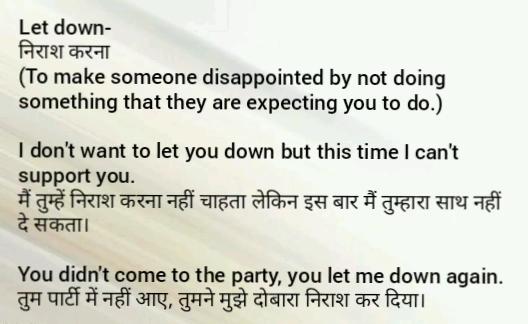 Let down-
निराश करना
(To make someone disappointed by not doing
something that they are expecting you to do.)
I don't want to let you down but this time I can't
support you.
मैं तुम्हें निराश करना नहीं चाहता लेकिन इस बार मैं तुम्हारा साथ नहीं
दे सकता।
You didn't come to the party, you let me down again.
तुम पार्टी में नहीं आए, तुमने मुझे दोबारा निराश कर दिया।